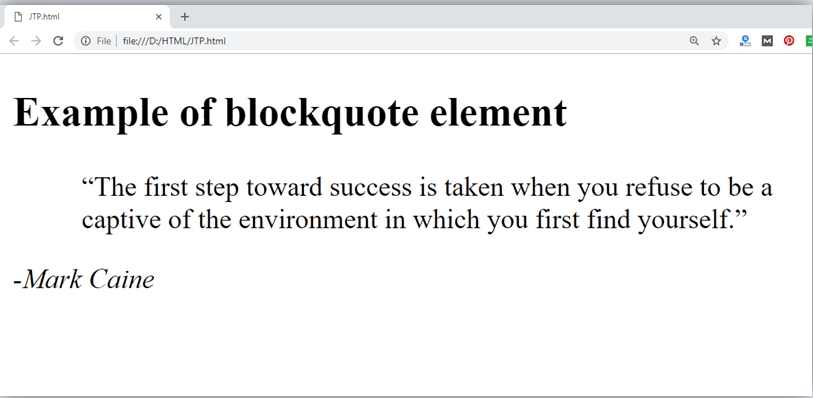 JTP.html
File | file:///D:/HTML/JTP.html
Example of blockquote element
“The first step toward success is taken when you refuse to be a
captive of the environment in which you first find yourself.”
-Mark Caine